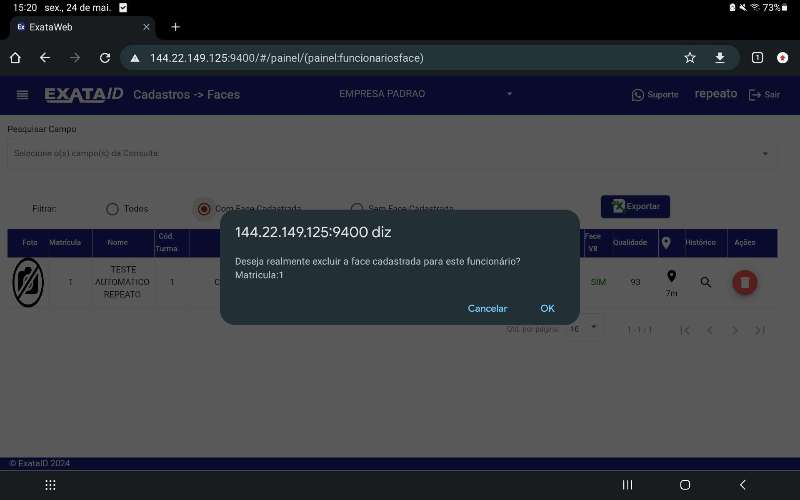 15:20 sex., 24 de mai.
73%
Ex ExataWeb
144.22.149.125:9400/#/painel/(painel:funcionariosface)
1
EXATAID Cadastros -> Faces
EMPRESA PADRAO
Suporte
repeato
Sair
Pesquisar Campo
Selecione o(s) campo(s) da Consulta
Filtrar:
Todos
Com Face Cadastrada
Sem Face Cadastrada
Exportar
Foto
Matrícula
Nome
Cód. Turma.
Face VR
Qualidade
Histórico
Ações
1
TESTE
AUTOMATICO
REPEATO
1
C
SIM
93
7m
144.22.149.125:9400 diz
Deseja realmente excluir a face cadastrada para este funcionário?
Matricula:1
Cancelar
OK
Qtd. por página:
10
1 - 1 / 1
© ExataID 2024